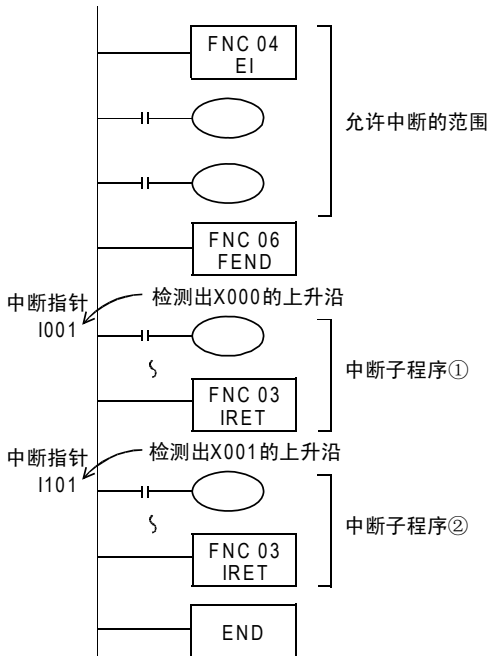 FNC 04
EI
允许中断的范围
FNC 06
FEND
中断指针
I001
检测出X000的上升沿
中断子程序①
FNC 03
IRET
中断指针
I101
检测出X001的上升沿
中断子程序②
FNC 03
IRET
END